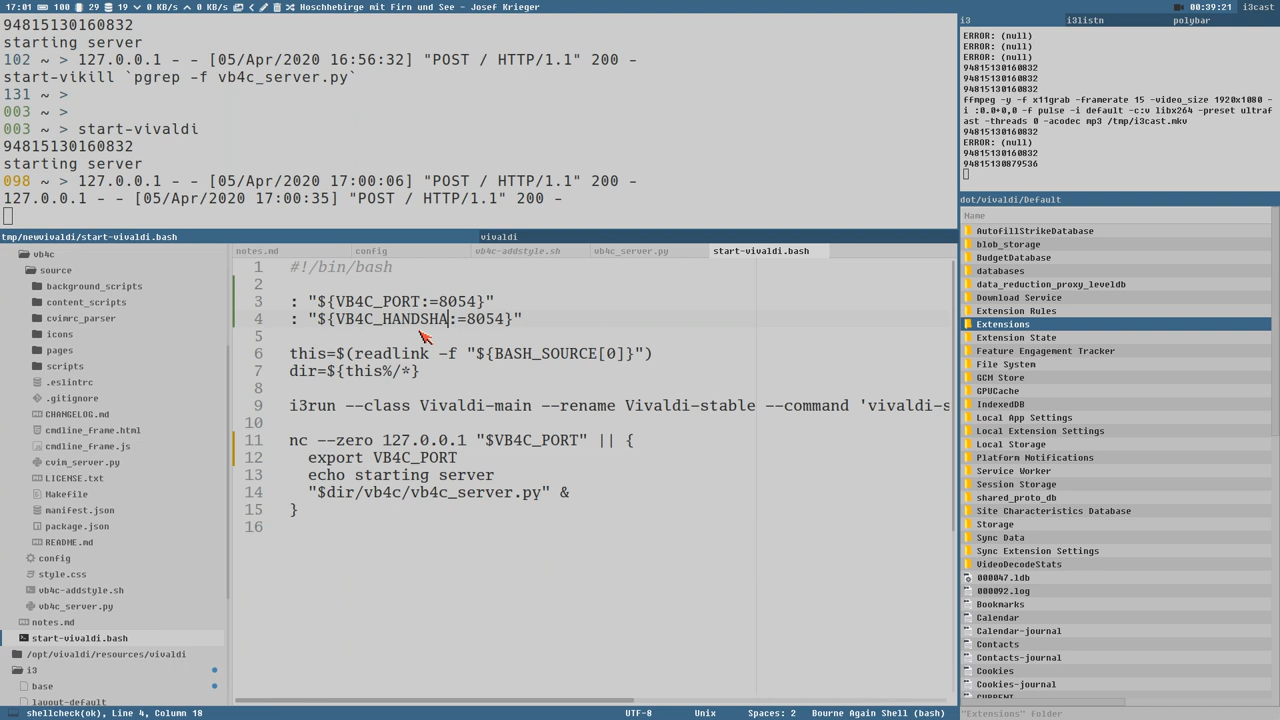 17:01 100 29 19 0 KB/s 0 KB/s Hoschhebirge mit Firn und See - Josef Krieger 00:39:21 i3cast
94815130160832
starting server
102 ~ > 127.0.0.1 - - [05/Apr/2020 16:56:32] "POST / HTTP/1.1" 200 -
start-vikill `pgrep -f vb4c_server.py`
131 ~ >
003 ~ >
003 ~ > start-vivaldi
94815130160832
starting server
098 ~ > 127.0.0.1 - - [05/Apr/2020 17:00:06] "POST / HTTP/1.1" 200 -
127.0.0.1 - - [05/Apr/2020 17:00:35] "POST / HTTP/1.1" 200 -
i3 i3listn polybar
ERROR: (null)
ERROR: (null)
ERROR: (null)
94815130160832
94815130160832
94815130160832
ffmpeg -y -f x11grab -framerate 15 -video_size 1920x1080 -
i :0.0+0,0 -f pulse -i default -c:v libx264 -preset ultraf
ast -threads 0 -acodec mp3 /tmp/i3cast.mkv
94815130160832
ERROR: (null)
94815130160832
94815130879536
tmp/newvivaldi/start-vivaldi.bash vivaldi
vb4c
source
background_scripts
content_scripts
cvimrc_parser
icons
pages
scripts
.eslintrc
.gitignore
CHANGELOG.md
cmdline_frame.html
cmdline_frame.js
cvim_server.py
LICENSE.txt
Makefile
manifest.json
package.json
README.md
config
style.css
vb4c-addstyle.sh
vb4c_server.py
notes.md
start-vivaldi.bash
/opt/vivaldi/resources/vivaldi
i3
base
layout-default
notes.md config vb4c-addstyle.sh vb4c_server.py start-vivaldi.bash
1 #!/bin/bash
2
3 : "${VB4C_PORT:=8054}"
4 : "${VB4C_HANDSHA:=8054}"
5
6 this=$(readlink -f "${BASH_SOURCE[0]}")
7 dir=${this%/*}
8
9 i3run --class Vivaldi-main --rename Vivaldi-stable --command 'vivaldi-s
10
11 nc --zero 127.0.0.1 "$VB4C_PORT" || {
12 export VB4C_PORT
13 echo starting server
14 "$dir/vb4c/vb4c_server.py" &
15 }
16
dot/vivaldi/Default
Name
AutofillStrikeDatabase
blob_storage
BudgetDatabase
databases
data_reduction_proxy_leveldb
Download Service
Extension Rules
Extensions
Extension State
Feature Engagement Tracker
File System
GCM Store
GPUCache
IndexedDB
Local App Settings
Local Extension Settings
Local Storage
Platform Notifications
Service Worker
Session Storage
shared_proto_db
Site Characteristics Database
Storage
Sync Data
Sync Extension Settings
VideoDecodeStats
000047.ldb
000092.log
Bookmarks
Calendar
Calendar-journal
Contacts
Contacts-journal
Cookies
Cookies-journal
CURRENT
shellcheck(ok), Line 4, Column 18 UTF-8 Unix Spaces: 2 Bourne Again Shell (bash)
"Extensions" folder